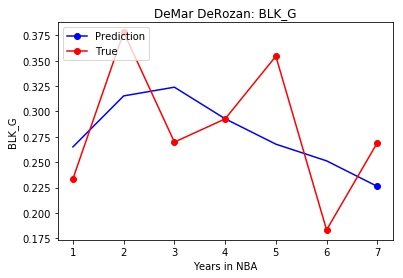 DeMar DeRozan: BLK_G
Prediction
True
0.375
0.350
0.325
0.300
0.275
0.250
0.225
0.200
0.175
BLK_G
1 2 3 4 5 6 7
Years in NBA